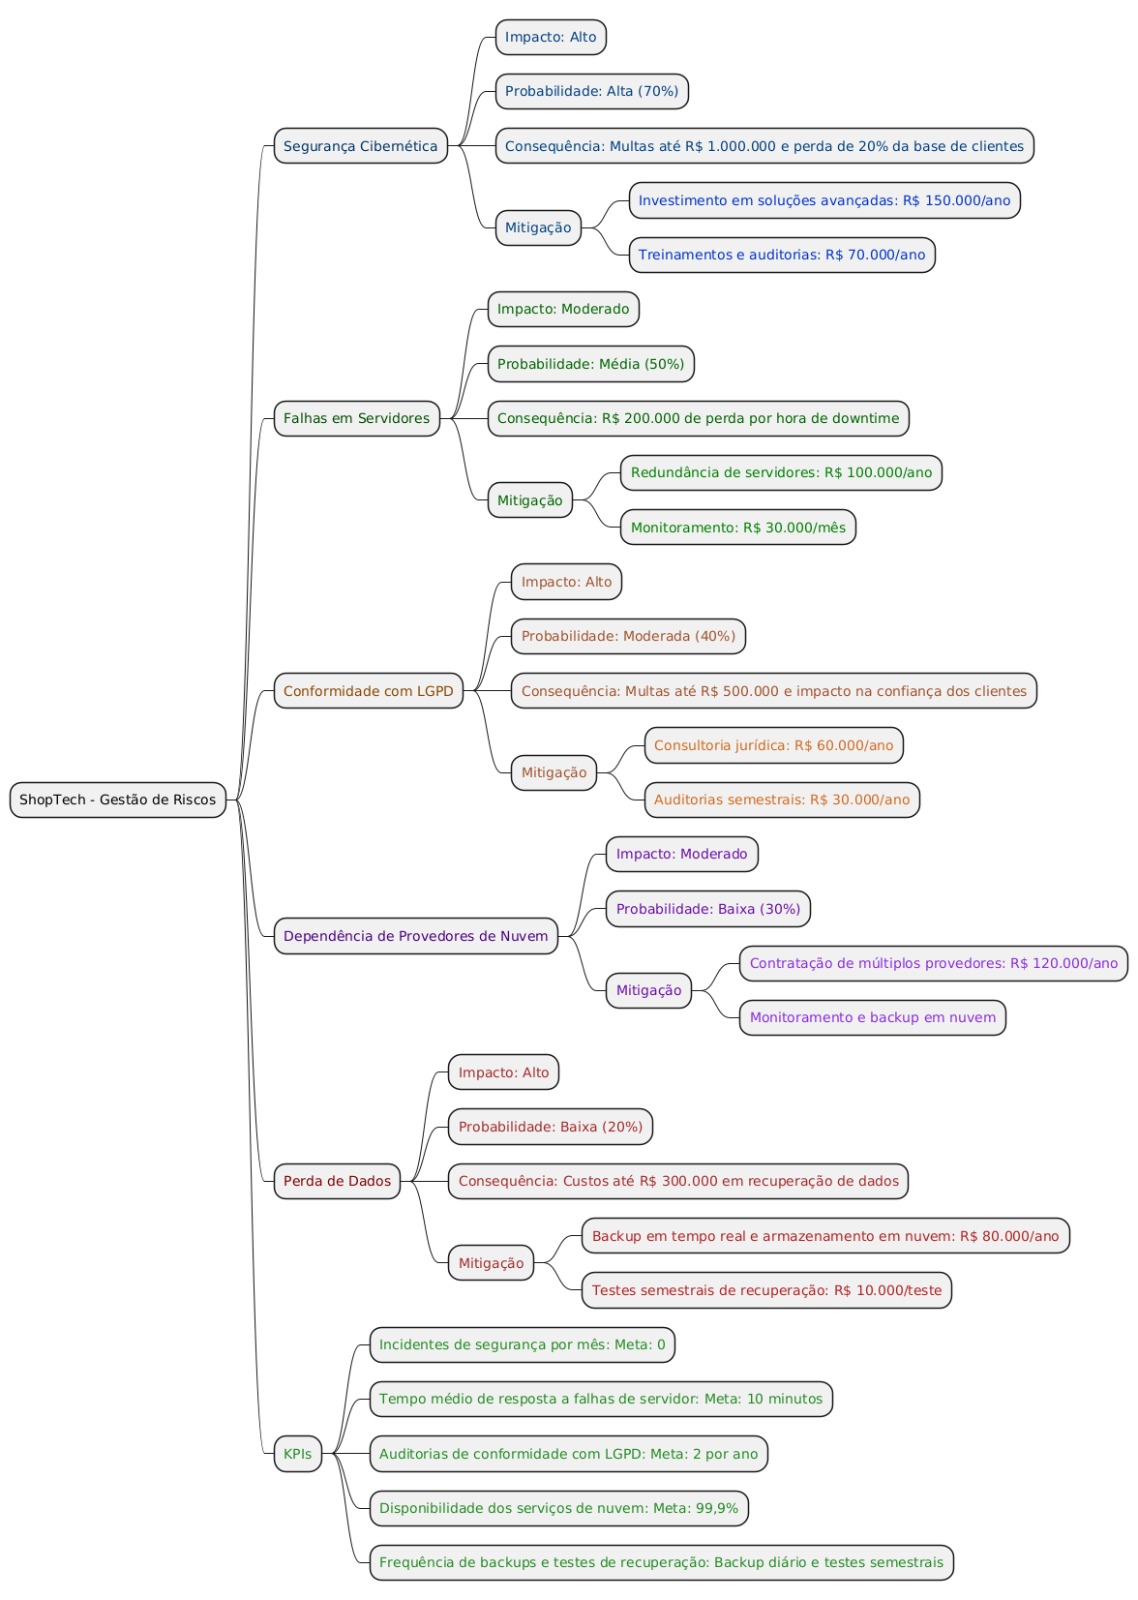 ShopTech - Gestão de Riscos
Segurança Cibernética
Impacto: Alto
Probabilidade: Alta (70%)
Consequência: Multas até R$ 1.000.000 e perda de 20% da base de clientes
Mitigação
Investimento em soluções avançadas: R$ 150.000/ano
Treinamentos e auditorias: R$ 70.000/ano
Falhas em Servidores
Impacto: Moderado
Probabilidade: Média (50%)
Consequência: R$ 200.000 de perda por hora de downtime
Mitigação
Redundância de servidores: R$ 100.000/ano
Monitoramento: R$ 30.000/mês
Conformidade com LGPD
Impacto: Alto
Probabilidade: Moderada (40%)
Consequência: Multas até R$ 500.000 e impacto na confiança dos clientes
Mitigação
Consultoria jurídica: R$ 60.000/ano
Auditorias semestrais: R$ 30.000/ano
Dependência de Provedores de Nuvem
Impacto: Moderado
Probabilidade: Baixa (30%)
Mitigação
Contratação de múltiplos provedores: R$ 120.000/ano
Monitoramento e backup em nuvem
Perda de Dados
Impacto: Alto
Probabilidade: Baixa (20%)
Consequência: Custos até R$ 300.000 em recuperação de dados
Mitigação
Backup em tempo real e armazenamento em nuvem: R$ 80.000/ano
Testes semestrais de recuperação: R$ 10.000/teste
KPIs
Incidentes de segurança por mês: Meta: 0
Tempo médio de resposta a falhas de servidor: Meta: 10 minutos
Auditorias de conformidade com LGPD: Meta: 2 por ano
Disponibilidade dos serviços de nuvem: Meta: 99,9%
Frequência de backups e testes de recuperação: Backup diário e testes semestrais